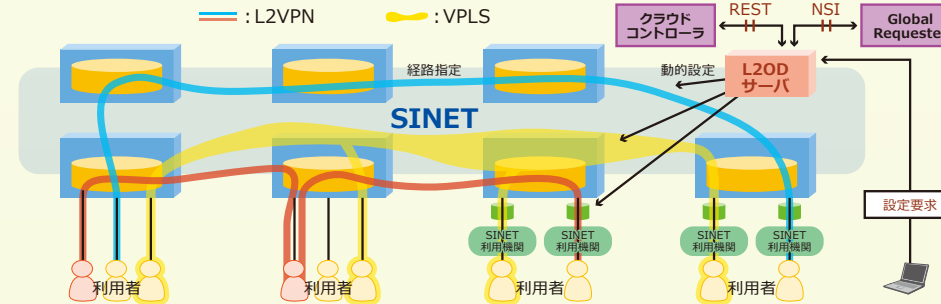 : L2VPN
: VPLS
クラウド
コントローラ
REST
NSI
Global
Requester
経路指定
動的設定
L2OD
サーバ
SINET
設定要求
SINET
利用機関
SINET
利用機関
SINET
利用機関
SINET
利用機関
利用者
利用者
利用者
利用者